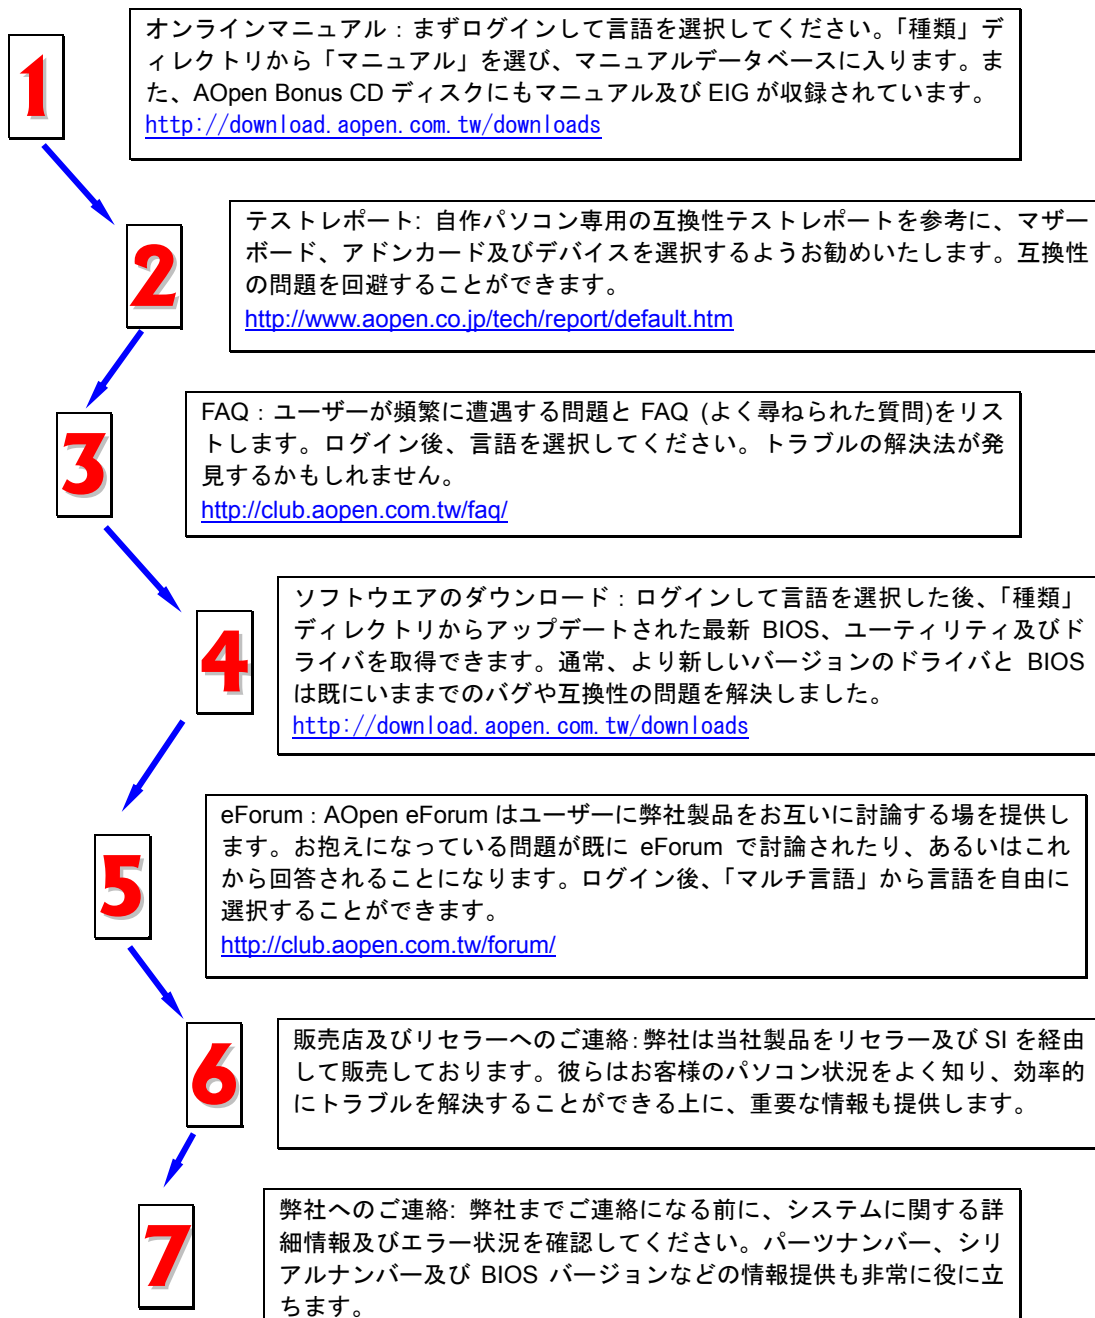 1
オンラインマニュアル：まずログインして言語を選択してください。「種類」デ
ィレクトリから「マニュアル」を選び、マニュアルデータベースに入ります。ま
た、AOpen Bonus CD ディスクにもマニュアル及び EIG が収録されています。
http://download.aopen.com.tw/downloads
2
テストレポート: 自作パソコン専用の互換性テストレポートを参考に、マザー
ボード、アドンカード及びデバイスを選択するようお勧めいたします。互換性
の問題を回避することができます。
http://www.aopen.co.jp/tech/report/default.htm
3
FAQ：ユーザーが頻繁に遭遇する問題と FAQ (よく尋ねられた質問)をリス
トします。ログイン後、言語を選択してください。トラブルの解決法が発
見するかもしれません。
http://club.aopen.com.tw/faq/
4
ソフトウエアのダウンロード：ログインして言語を選択した後、「種類」
ディレクトリからアップデートされた最新 BIOS、ユーティリティ及びド
ライバを取得できます。通常、より新しいバージョンのドライバと BIOS
は既にいままでのバグや互換性の問題を解決しました。
http://download.aopen.com.tw/downloads
5
eForum : AOpen eForum はユーザーに弊社製品をお互いに討論する場を提供し
ます。お抱えになっている問題が既に eForum で討論されたり、あるいはこれ
から回答されることになります。ログイン後、「マルチ言語」から言語を自由に
選択することができます。
http://club.aopen.com.tw/forum/
6
販売店及びリセラーへのご連絡：弊社は当社製品をリセラー及び SI を経由
して販売しております。彼らはお客様のパソコン状況をよく知り、効率的
にトラブルを解決することができる上に、重要な情報も提供します。
7
弊社へのご連絡: 弊社までご連絡になる前に、システムに関する詳
細情報及びエラー状況を確認してください。パーツナンバー、シリ
アルナンバー及び BIOS バージョンなどの情報提供も非常に役に立
ちます。